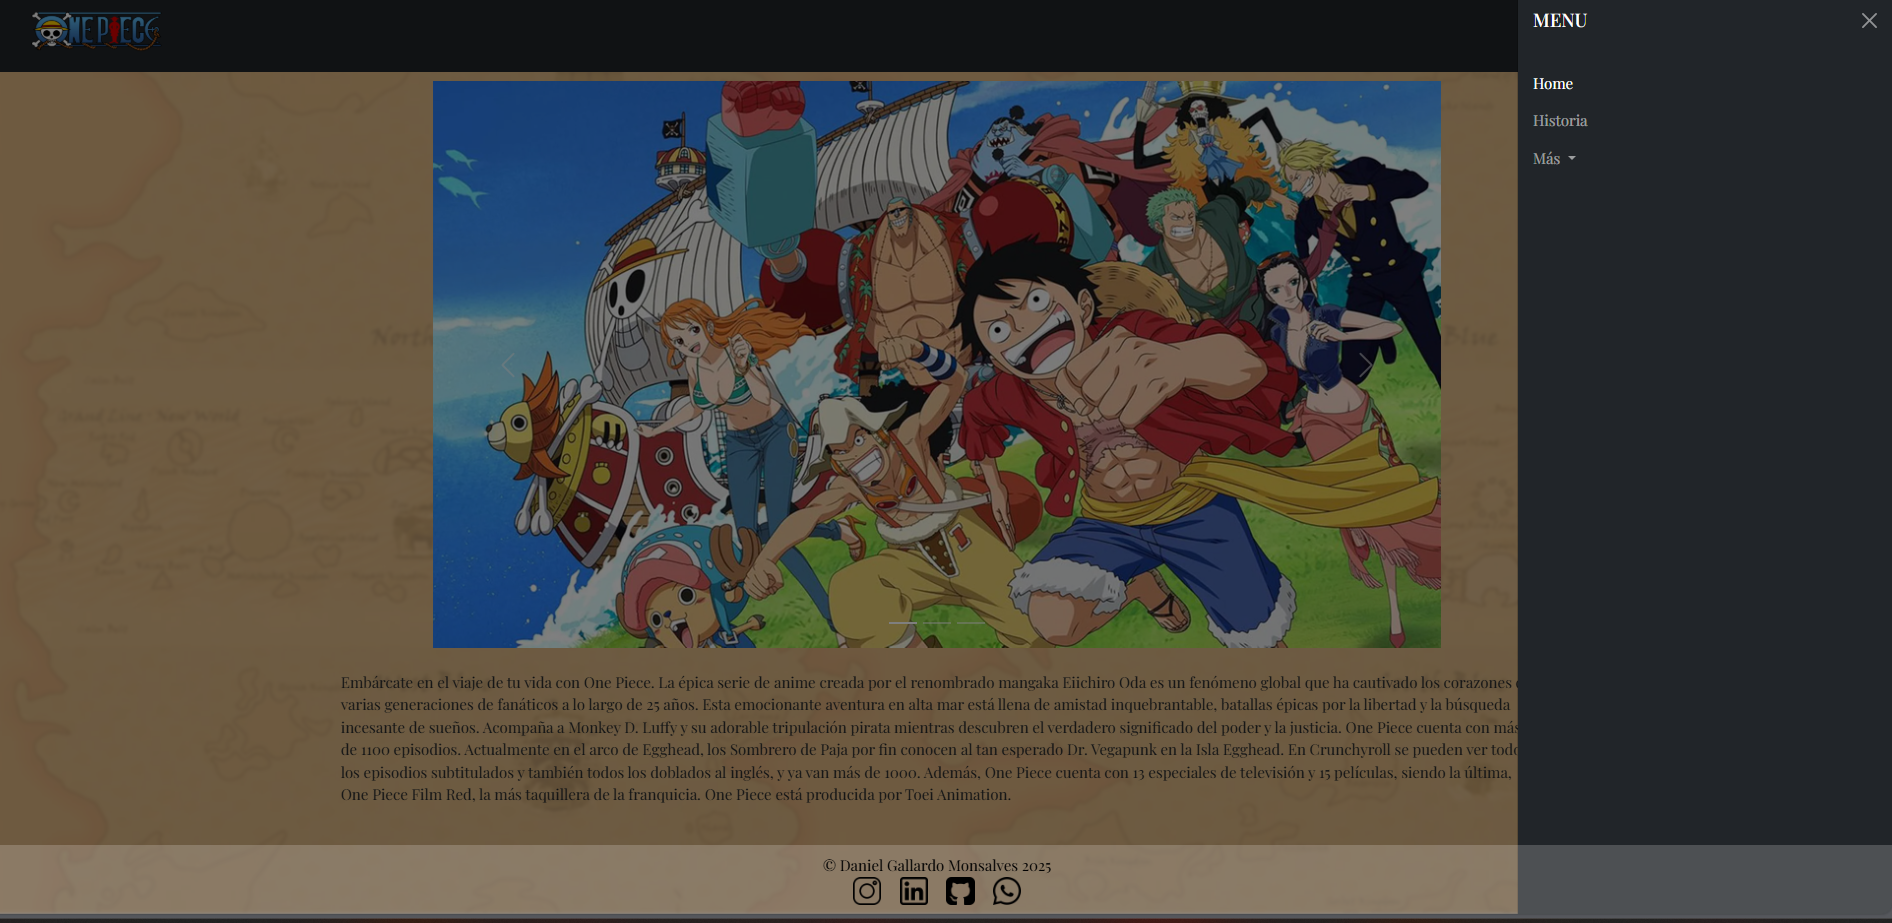 ONE PIECE
MENU
Home
Historia
Más
North
Blue
Grand Line - New World
Embárcate en el viaje de tu vida con One Piece. La épica serie de anime creada por el renombrado mangaka Eiichiro Oda es un fenómeno global que ha cautivado los corazones
varias generaciones de fanáticos a lo largo de 25 años. Esta emocionante aventura en alta mar está llena de amistad inquebrantable, batallas épicas por la libertad y la búsqueda
incesante de sueños. Acompaña a Monkey D. Luffy y su adorable tripulación pirata mientras descubren el verdadero significado del poder y la justicia. One Piece cuenta con más
de 1100 episodios. Actualmente en el arco de Egghead, los Sombrero de Paja por fin conocen al tan esperado Dr. Vegapunk en la Isla Egghead. En Crunchyroll se pueden ver todo
los episodios subtitulados y también todos los doblados al inglés, y ya van más de 1000. Además, One Piece cuenta con 13 especiales de televisión y 15 películas, siendo la última,
One Piece Film Red, la más taquillera de la franquicia. One Piece está producida por Toei Animation.
© Daniel Gallardo Monsalves 2025